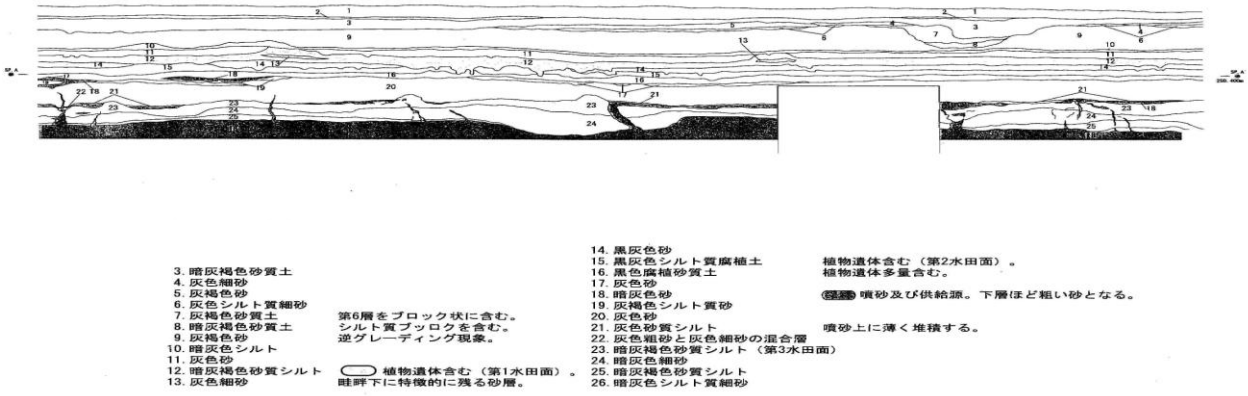 3. 暗灰褐色砂質土
4. 灰色細砂
5. 灰褐色砂
6. 灰色シルト質細砂
7. 灰褐色砂質土 第6層をブロック状に含む。
8. 暗灰褐色砂質土 シルト質ブッロクを含む。
9. 灰褐色砂 逆グレーディング現象。
10. 暗灰色シルト
11. 灰色砂
12. 暗灰褐色砂質シルト 植物遺体含む（第1水田面）。
13. 灰色細砂 畦畔下に特徴的に残る砂層。
14. 黒灰色砂
15. 黒灰色シルト質腐植土 植物遺体含む（第2水田面）。
16. 黒色腐植砂質土 植物遺体多量含む。
17. 灰色砂
18. 暗灰色砂 噴砂及び供給源。下層ほど粗い砂となる。
19. 灰褐色シルト質砂
20. 灰色砂
21. 灰色砂質シルト 噴砂上に薄く堆積する。
22. 灰色粗砂と灰色細砂の混合層
23. 暗灰褐色砂質シルト（第3水田面）
24. 暗灰色細砂
25. 暗灰褐色砂質シルト
26. 暗灰色シルト質細砂